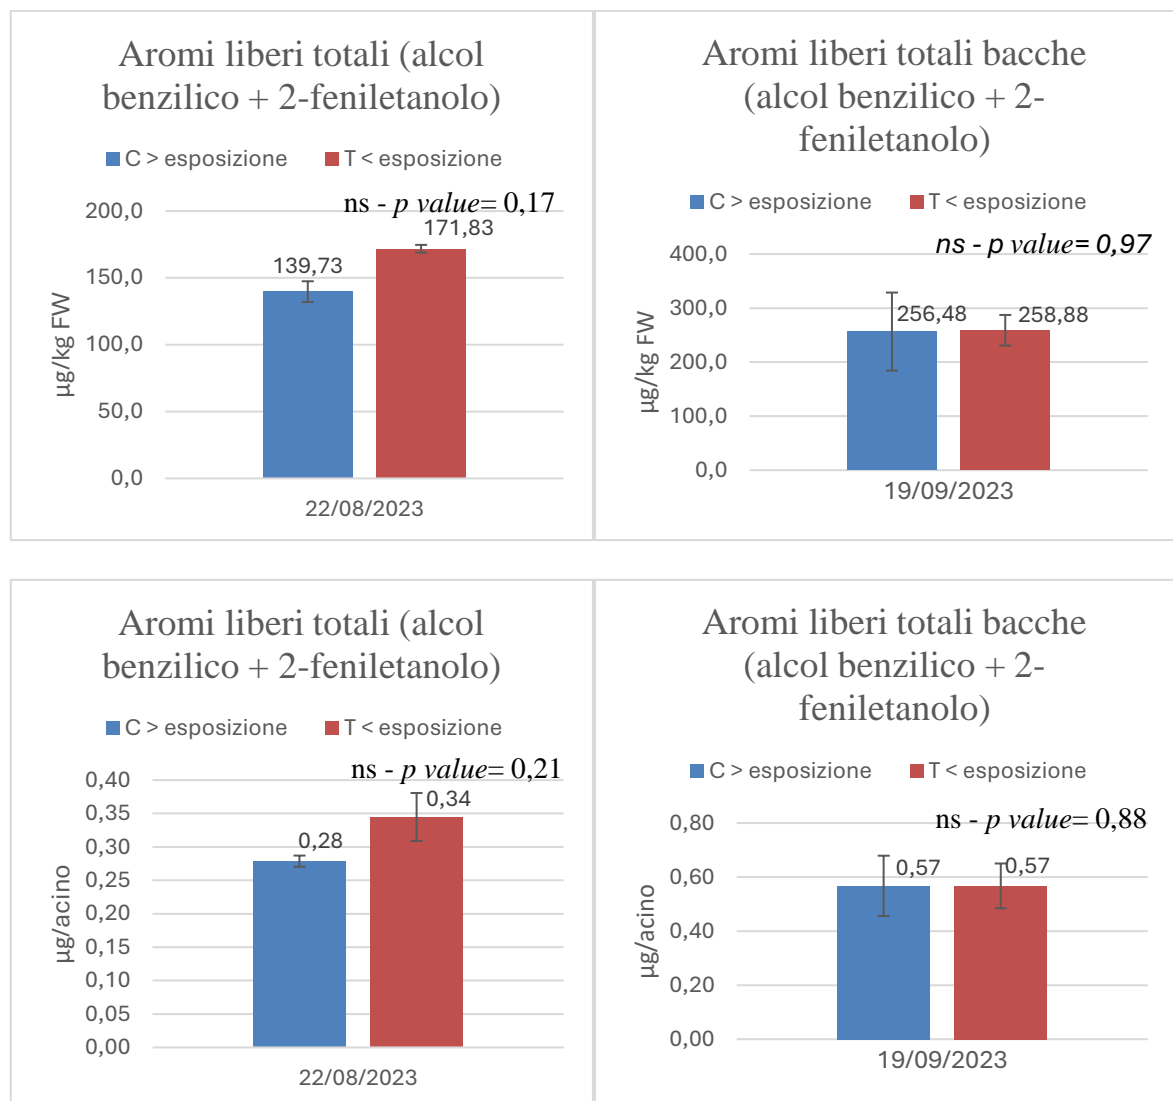 Aromi liberi totali (alcol
benzilico + 2-feniletanolo)
C > esposizione T < esposizione
ns - p value= 0,17
200,0
171,83
139,73
150,0
100,0
50,0
0,0
µg/kg FW
22/08/2023
Aromi liberi totali bacche
(alcol benzilico + 2-
feniletanolo)
C > esposizione T < esposizione
ns - p value= 0,97
400,0
300,0
256,48 258,88
200,0
100,0
0,0
µg/kg FW
19/09/2023
Aromi liberi totali (alcol
benzilico + 2-feniletanolo)
C > esposizione T < esposizione
ns - p value= 0,21
0,40
0,34
0,35
0,28
0,30
0,25
0,20
0,15
0,10
0,05
0,00
µg/acino
22/08/2023
Aromi liberi totali bacche
(alcol benzilico + 2-
feniletanolo)
C > esposizione T < esposizione
ns - p value= 0,88
0,80
0,57 0,57
0,60
0,40
0,20
0,00
µg/acino
19/09/2023